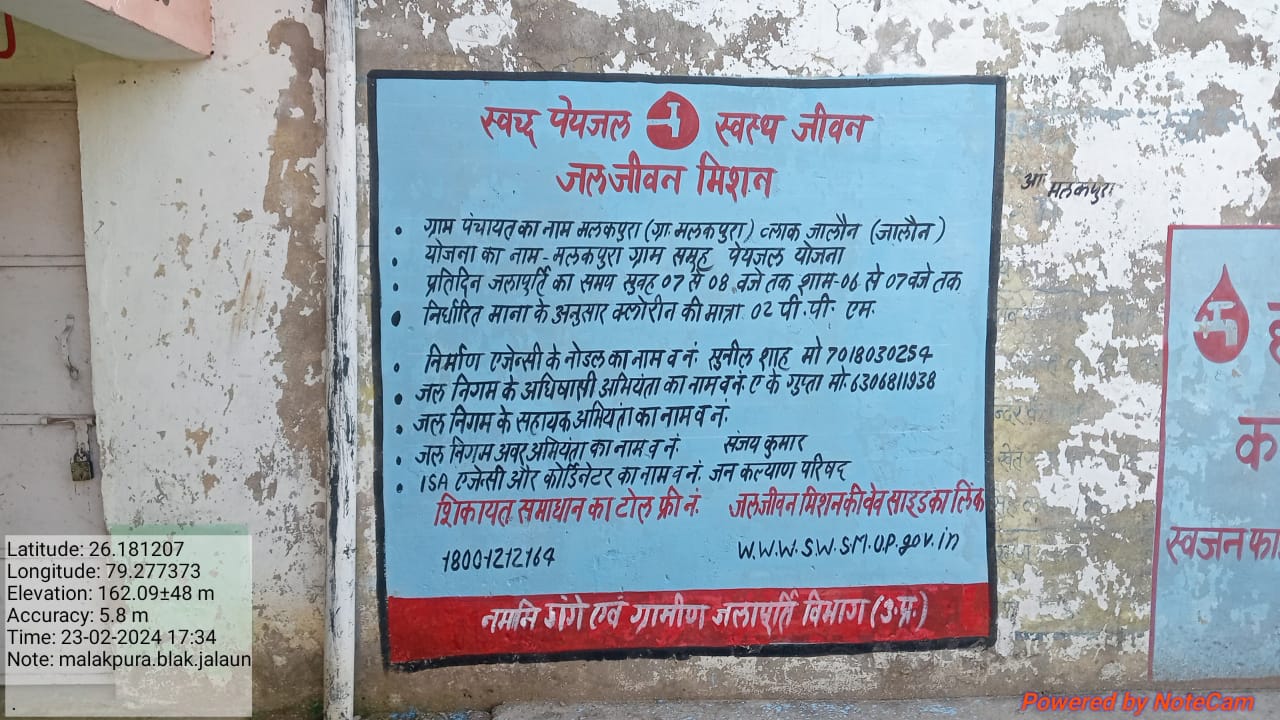 स्वच्छ पेयजल स्वस्थ जीवन
जलजीवन मिशन
• ग्राम पंचायत का नाम मलकपुरा (ग्रा. मलकपुरा) ब्लाक जालौन (जालौन)
• योजना का नाम - मलकपुरा ग्राम समूह पेयजल योजना
• प्रतिदिन जलापूर्ति का समय सुवह 07 से 08 वजे तक शाम-06 से 07 वजे तक
• निर्धारित माना के अनुसार क्लोरीन की मात्रा 02 पी.पी. एम.
• निर्माण एजेन्सी के नोडल का नाम व नं. सुनील शाह मो 7018030254
• जल निगम के अधिषासी अभियंता का नाम व नं. ए के गुप्ता मो. 6306811938
• जल निगम के सहायक अभियंता का नाम व नं.
• जल निगम अवर अभियंता का नाम व नं. संजय कुमार
• ISA एजेन्सी और कोर्डिनेटर का नाम व नं. जन कल्याण परिषद
शिकायत समाधान का टोल फ्री नं. जलजीवन मिशन की वेव साइड का लिंक
18001212164 W.W.W.S.W.S.M.U.P.gov.in
नमामि गंगे एवं ग्रामीण जलापूर्ति विभाग (उ.प्र.)
आ मलकपुरा
ह
क
स्वजन फा
Latitude: 26.181207
Longitude: 79.277373
Elevation: 162.09±48 m
Accuracy: 5.8 m
Time: 23-02-2024 17:34
Note: malakpura.blak.jalaun
Powered by NoteCam